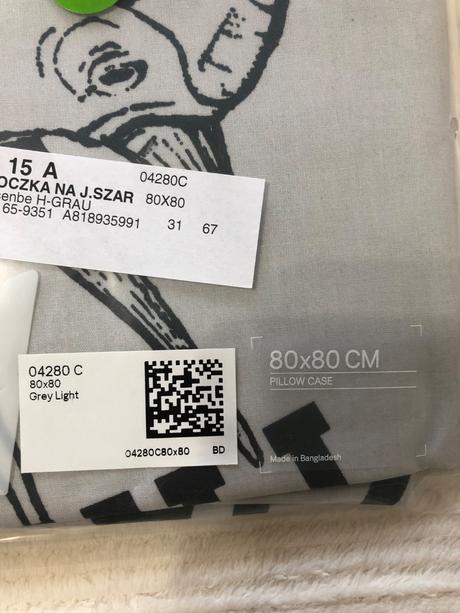 15 A 04280C
OCZKA NA J.SZAR 80X80
enbe H-GRAU
65-9351 A818935991 31 67
80x80 CM
PILLOW CASE
04280 C
80x80
Grey Light
04280C80x80 BD
Made in Bangladesh